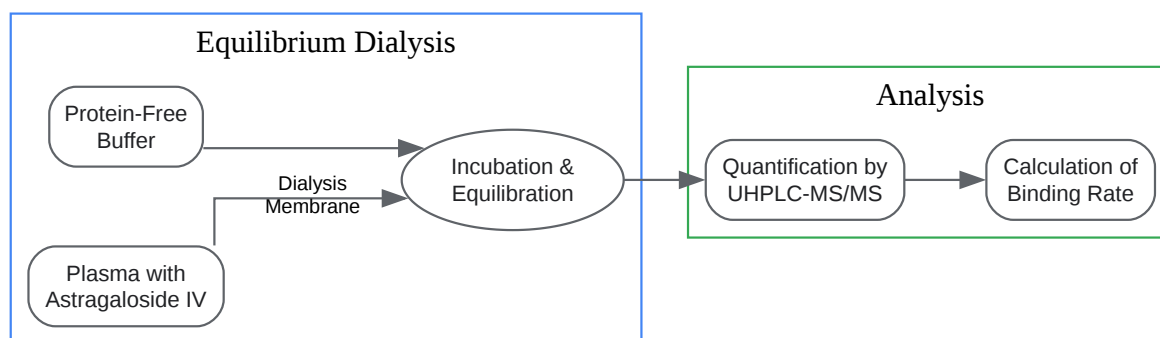 Equilibrium Dialysis
Protein-Free
Buffer
Dialysis
Membrane
Plasma with
Astragaloside IV
Incubation &
Equilibration
Analysis
Quantification by
UHPLC-MS/MS
Calculation of
Binding Rate